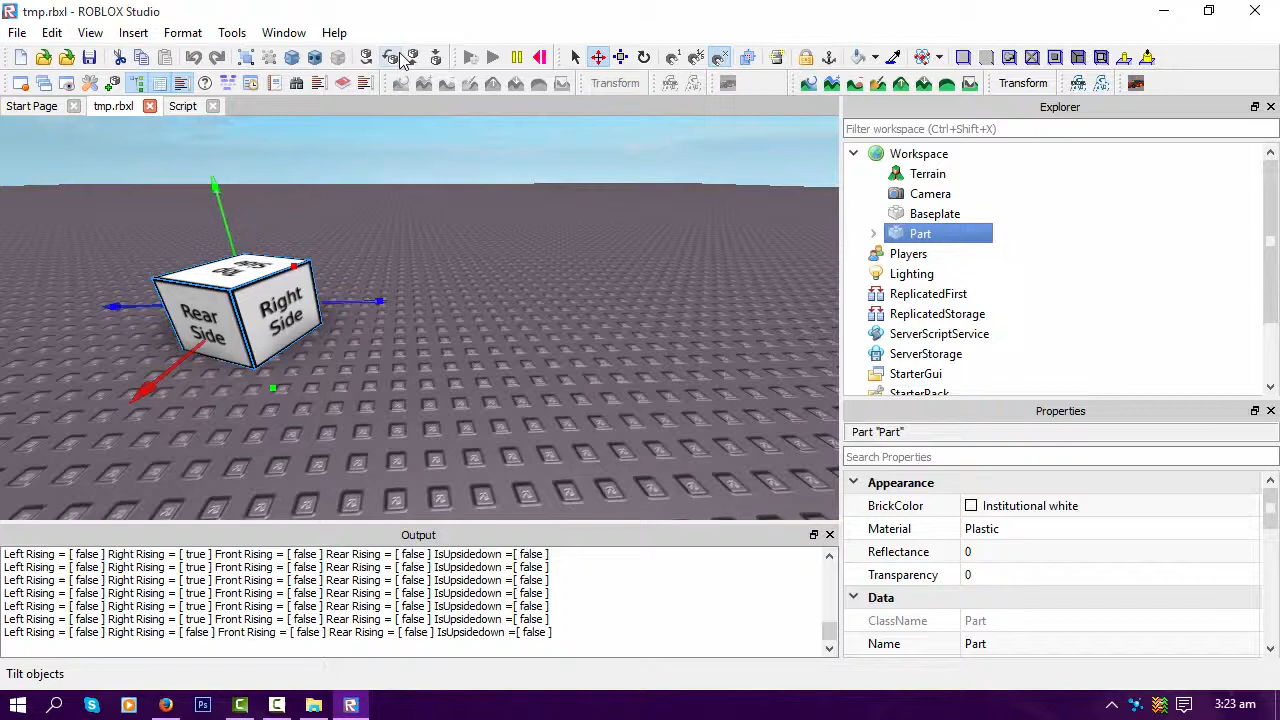 tmp.rbxl - ROBLOX Studio
File Edit View Insert Format Tools Window Help
Transform Transform
Start Page tmp.rbxl Script
Explorer
Filter workspace (Ctrl+Shift+X)
Workspace
Terrain
Camera
Baseplate
Part
Players
Lighting
ReplicatedFirst
ReplicatedStorage
ServerScriptService
ServerStorage
StarterGui
StarterPack
Rear
Side
Right
Side
Properties
Part "Part"
Search Properties
Appearance
BrickColor Institutional white
Material Plastic
Reflectance 0
Transparency 0
Data
ClassName Part
Name Part
Output
Left Rising = [ false ] Right Rising = [ true ] Front Rising = [ false ] Rear Rising = [ false ] IsUpsidedown =[ false ]
Left Rising = [ false ] Right Rising = [ true ] Front Rising = [ false ] Rear Rising = [ false ] IsUpsidedown =[ false ]
Left Rising = [ false ] Right Rising = [ true ] Front Rising = [ false ] Rear Rising = [ false ] IsUpsidedown =[ false ]
Left Rising = [ false ] Right Rising = [ true ] Front Rising = [ false ] Rear Rising = [ false ] IsUpsidedown =[ false ]
Left Rising = [ false ] Right Rising = [ true ] Front Rising = [ false ] Rear Rising = [ false ] IsUpsidedown =[ false ]
Left Rising = [ false ] Right Rising = [ true ] Front Rising = [ false ] Rear Rising = [ false ] IsUpsidedown =[ false ]
Left Rising = [ false ] Right Rising = [ false ] Front Rising = [ false ] Rear Rising = [ false ] IsUpsidedown =[ false ]
Tilt objects
3:23 am